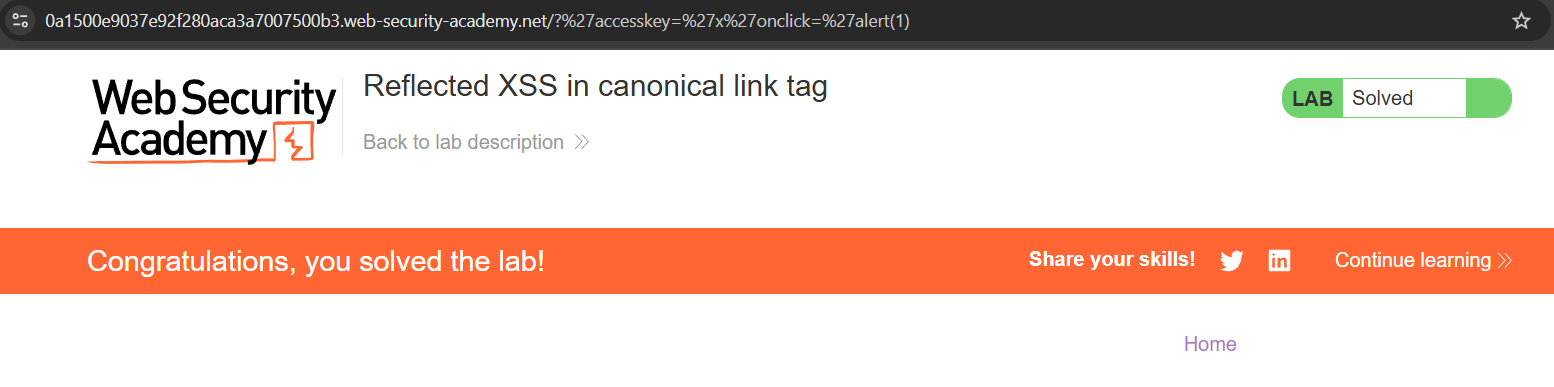 0a1500e9037e92f280aca3a7007500b3.web-security-academy.net/?%27accesskey=%27x%27onclick=%27alert(1)
Web Security
Academy
Reflected XSS in canonical link tag
Back to lab description
LAB Solved
Congratulations, you solved the lab!
Share your skills!
Continue learning
Home